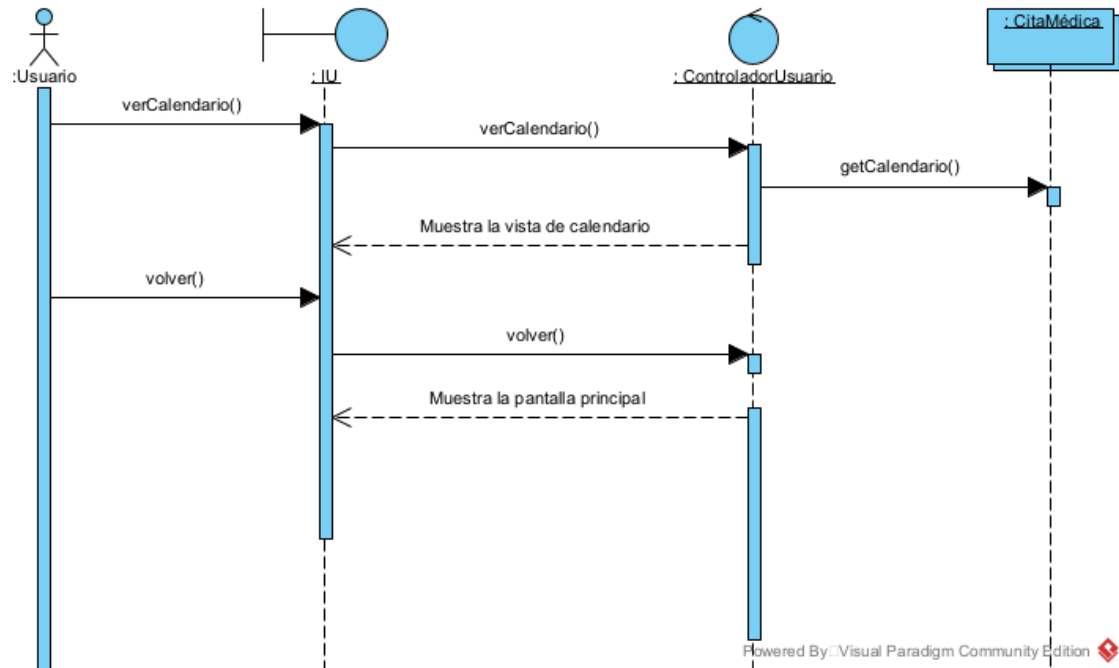 : CitaMédica
:Usuario
: IU
: ControladorUsuario
verCalendario()
verCalendario()
getCalendario()
Muestra la vista de calendario
volver()
volver()
Muestra la pantalla principal
Powered By Visual Paradigm Community Edition